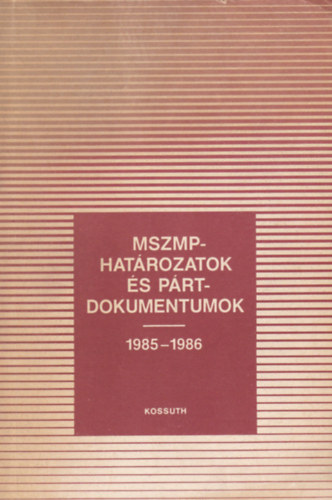 MSZMP-
HATÁROZATOK
ÉS PÁRT-
DOKUMENTUMOK
1985–1986
KOSSUTH